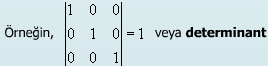 1 0 0
Örneğin, 0 1 0 = 1 veya determinant
0 0 1